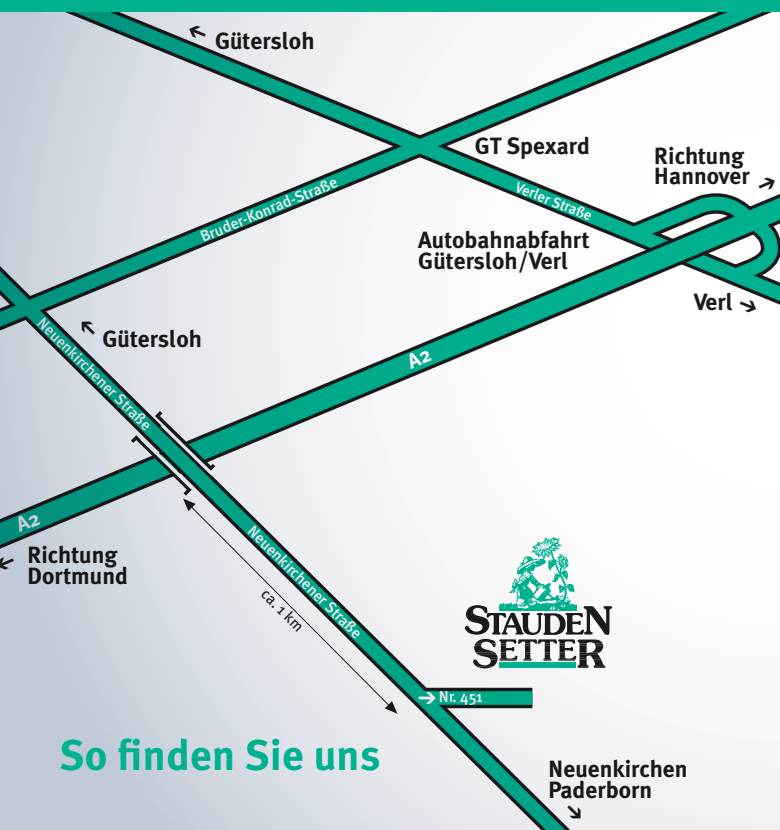 Gütersloh
GT Spexard
Richtung
Hannover
Verler Straße
Bruder-Konrad-Straße
Autobahnabfahrt
Gütersloh/Verl
Verl
Gütersloh
Neuenkirchener Straße
A2
A2
Richtung
Dortmund
Neuenkirchener Straße
ca. 1 km
STAUDEN
SETTER
Nr. 451
So finden Sie uns
Neuenkirchen
Paderborn